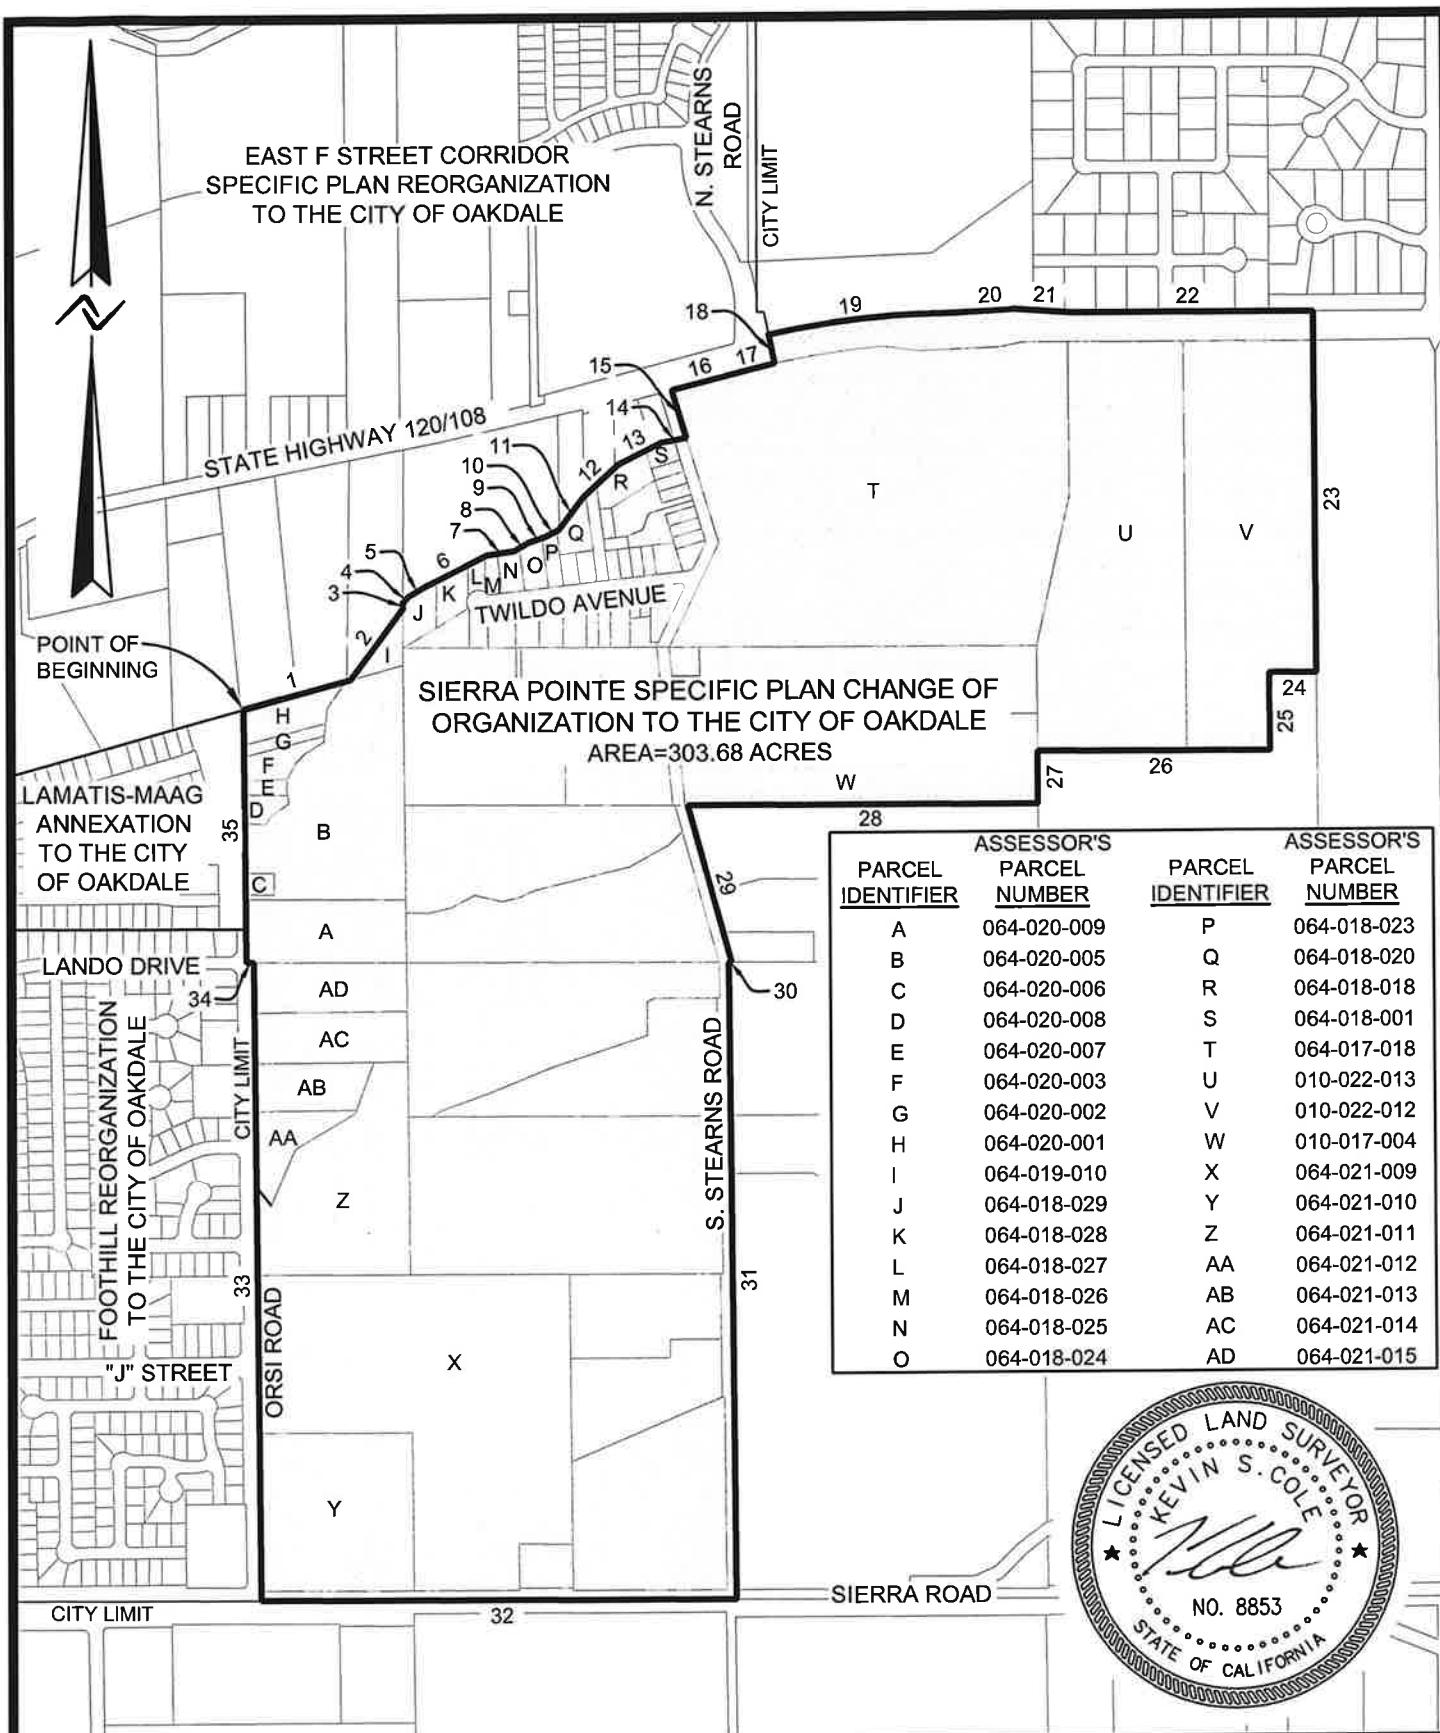 EAST F STREET CORRIDOR
SPECIFIC PLAN REORGANIZATION
TO THE CITY OF OAKDALE
N. STEARNS
ROAD
CITY LIMIT
18
19
20
21
22
15
16
17
14
13
S
STATE HIGHWAY 120/108
11
12
R
10
9
8
7
Q
P
O
N
M
L
T
U
V
23
5
6
4
3
K
J
TWILDO AVENUE
2
I
POINT OF
BEGINNING
1
H
G
F
E
D
SIERRA POINTE SPECIFIC PLAN CHANGE OF
ORGANIZATION TO THE CITY OF OAKDALE
AREA=303.68 ACRES
24
25
26
27
W
28
LAMATIS-MAAG
ANNEXATION
TO THE CITY
OF OAKDALE
35
B
C
29
A
LANDO DRIVE
34
30
AD
AC
AB
AA
Z
FOOTHILL REORGANIZATION
TO THE CITY OF OAKDALE
CITY LIMIT
S. STEARNS ROAD
33
31
ORSI ROAD
"J" STREET
X
Y
CITY LIMIT
32
SIERRA ROAD
PARCEL IDENTIFIER ASSESSOR'S PARCEL NUMBER PARCEL IDENTIFIER ASSESSOR'S PARCEL NUMBER
A 064-020-009 P 064-018-023
B 064-020-005 Q 064-018-020
C 064-020-006 R 064-018-018
D 064-020-008 S 064-018-001
E 064-020-007 T 064-017-018
F 064-020-003 U 010-022-013
G 064-020-002 V 010-022-012
H 064-020-001 W 010-017-004
I 064-019-010 X 064-021-009
J 064-018-029 Y 064-021-010
K 064-018-028 Z 064-021-011
L 064-018-027 AA 064-021-012
M 064-018-026 AB 064-021-013
N 064-018-025 AC 064-021-014
O 064-018-024 AD 064-021-015
LICENSED LAND SURVEYOR
KEVIN S. COLE
NO. 8853
STATE OF CALIFORNIA